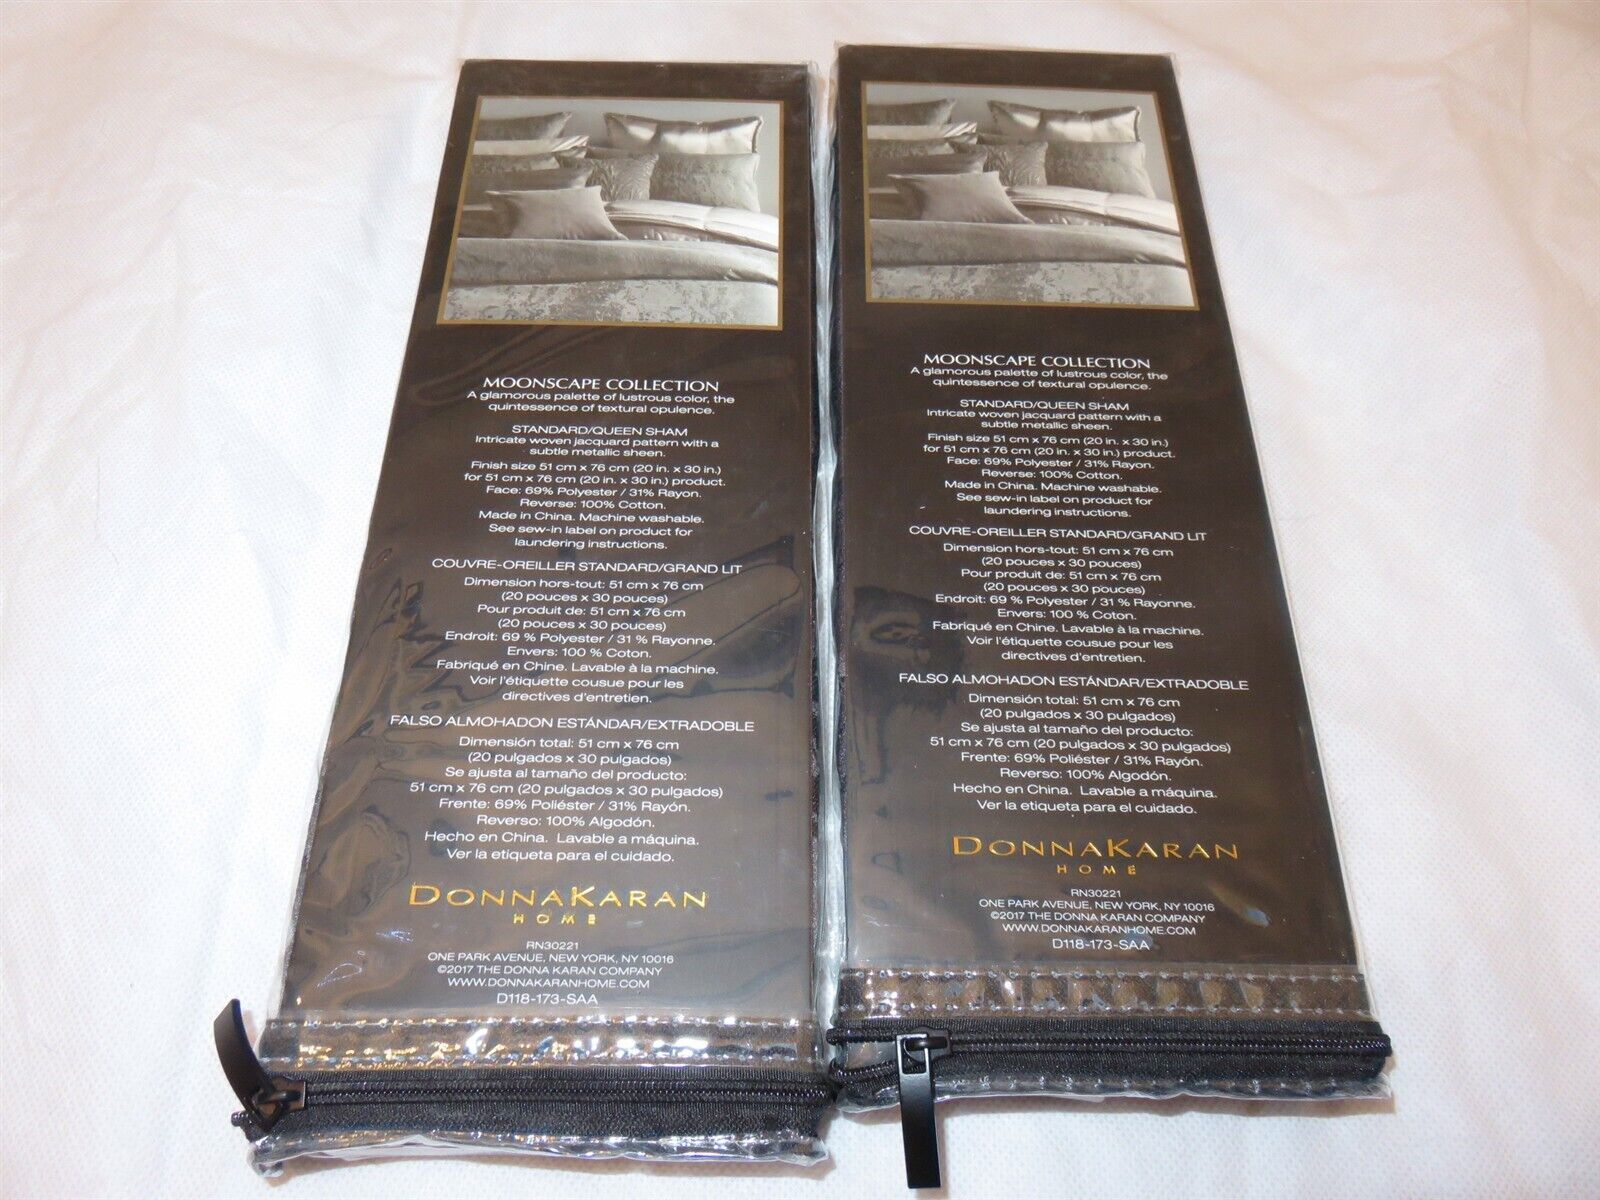 MOONSCAPE COLLECTION
A glamorous palette of lustrous color, the
quintessence of textural opulence.
STANDARD/QUEEN SHAM
Intricate woven jacquard pattern with a
subtle metallic sheen.
Finish size 51 cm x 76 cm (20 in. x 30 in.)
for 51 cm x 76 cm (20 in. x 30 in.) product.
Face: 69% Polyester / 31% Rayon.
Reverse: 100% Cotton.
Made in China. Machine washable.
See sew-in label on product for
laundering instructions.
COUVRE-OREILLER STANDARD/GRAND LIT
Dimension hors-tout: 51 cm x 76 cm
(20 pouces x 30 pouces)
Pour produit de: 51 cm x 76 cm
(20 pouces x 30 pouces)
Endroit: 69 % Polyester / 31 % Rayonne.
Envers: 100 % Coton.
Fabriqué en Chine. Lavable à la machine.
Voir l'étiquette cousue pour les
directives d'entretien.
FALSO ALMOHADON ESTÁNDAR/EXTRADOBLE
Dimensión total: 51 cm x 76 cm
(20 pulgados x 30 pulgados)
Se ajusta al tamaño del producto:
51 cm x 76 cm (20 pulgados x 30 pulgados)
Frente: 69% Poliéster / 31% Rayón.
Reverso: 100% Algodón.
Hecho en China. Lavable a máquina.
Ver la etiqueta para el cuidado.
DONNAKARAN
HOME
RN30221
ONE PARK AVENUE, NEW YORK, NY 10016
©2017 THE DONNA KARAN COMPANY
WWW.DONNAKARANHOME.COM
D118-173-SAA
MOONSCAPE COLLECTION
A glamorous palette of lustrous color, the
quintessence of textural opulence.
STANDARD/QUEEN SHAM
Intricate woven jacquard pattern with a
subtle metallic sheen.
Finish size 51 cm x 76 cm (20 in. x 30 in.)
for 51 cm x 76 cm (20 in. x 30 in.) product.
Face: 69% Polyester / 31% Rayon.
Reverse: 100% Cotton.
Made in China. Machine washable.
See sew-in label on product for
laundering instructions.
COUVRE-OREILLER STANDARD/GRAND LIT
Dimension hors-tout: 51 cm x 76 cm
(20 pouces x 30 pouces)
Pour produit de: 51 cm x 76 cm
(20 pouces x 30 pouces)
Endroit: 69 % Polyester / 31 % Rayonne.
Envers: 100 % Coton.
Fabriqué en Chine. Lavable à la machine.
Voir l'étiquette cousue pour les
directives d'entretien.
FALSO ALMOHADON ESTÁNDAR/EXTRADOBLE
Dimensión total: 51 cm x 76 cm
(20 pulgados x 30 pulgados)
Se ajusta al tamaño del producto:
51 cm x 76 cm (20 pulgados x 30 pulgados)
Frente: 69% Poliéster / 31% Rayón.
Reverso: 100% Algodón.
Hecho en China. Lavable a máquina.
Ver la etiqueta para el cuidado.
DONNAKARAN
HOME
RN30221
ONE PARK AVENUE, NEW YORK, NY 10016
©2017 THE DONNA KARAN COMPANY
WWW.DONNAKARANHOME.COM
D118-173-SAA